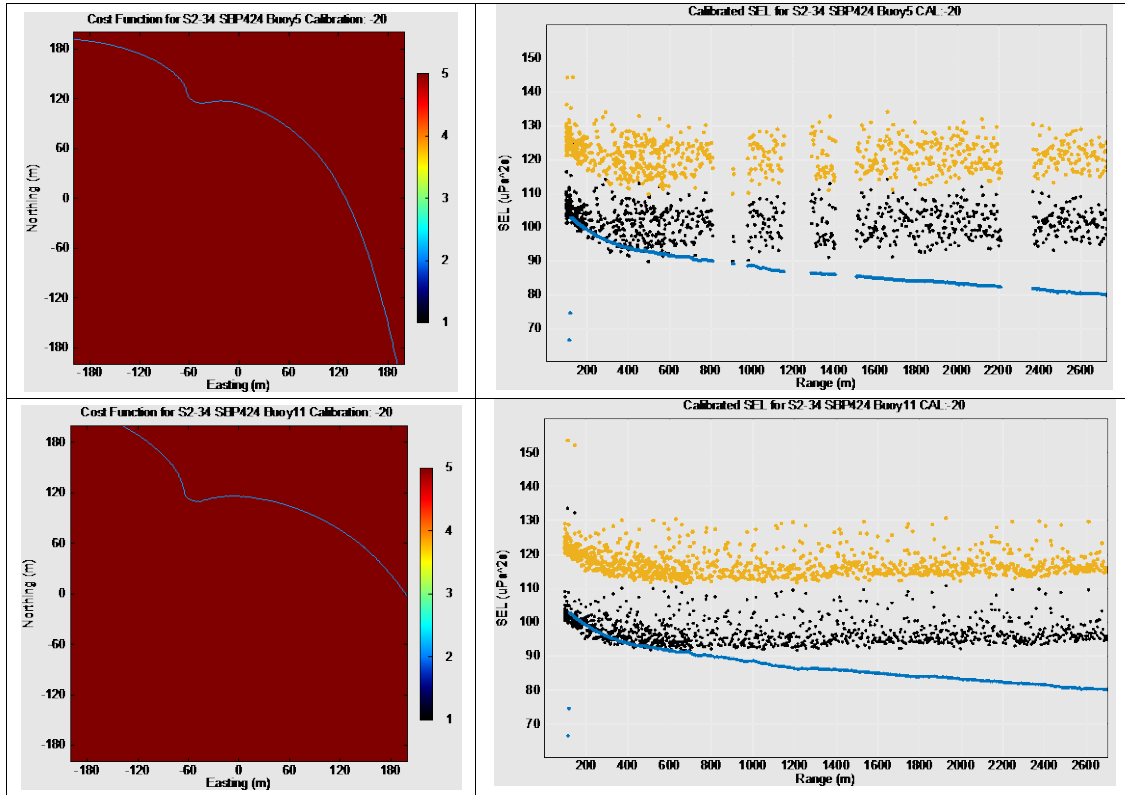 Cost Function for S2-34 SBP424 Buoy5 Calibration: -20
180
120
60
0
-60
-120
-180
Northing (m)
-180 -120 -60 0 60 120 180
Easting (m)
5
4
3
2
1
Calibrated SEL for S2-34 SBP424 Buoy5 CAL:-20
150
140
130
120
110
100
90
80
70
SEL (uPa^2s)
200 400 600 800 1000 1200 1400 1600 1800 2000 2200 2400 2600
Range (m)
Cost Function for S2-34 SBP424 Buoy11 Calibration: -20
180
120
60
0
-60
-120
-180
Northing (m)
-180 -120 -60 0 60 120 180
Easting (m)
5
4
3
2
1
Calibrated SEL for S2-34 SBP424 Buoy11 CAL:-20
150
140
130
120
110
100
90
80
70
SEL (uPa^2s)
200 400 600 800 1000 1200 1400 1600 1800 2000 2200 2400 2600
Range (m)